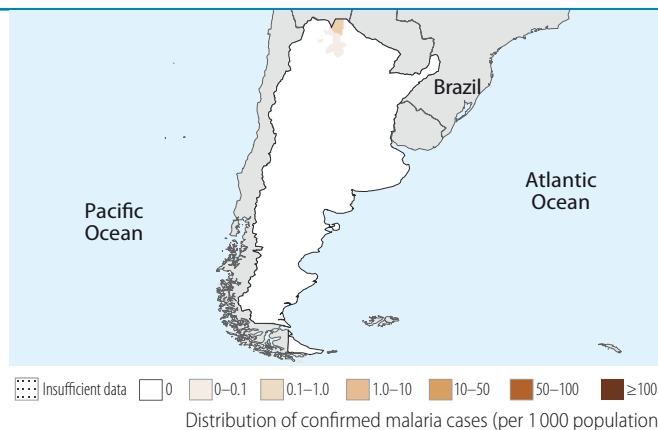 Brazil
Atlantic
Ocean
Pacific
Ocean
Insufficient data 0 0–0.1 0.1–1.0 1.0–10 10–50 50–100 ≥100
Distribution of confirmed malaria cases (per 1 000 population